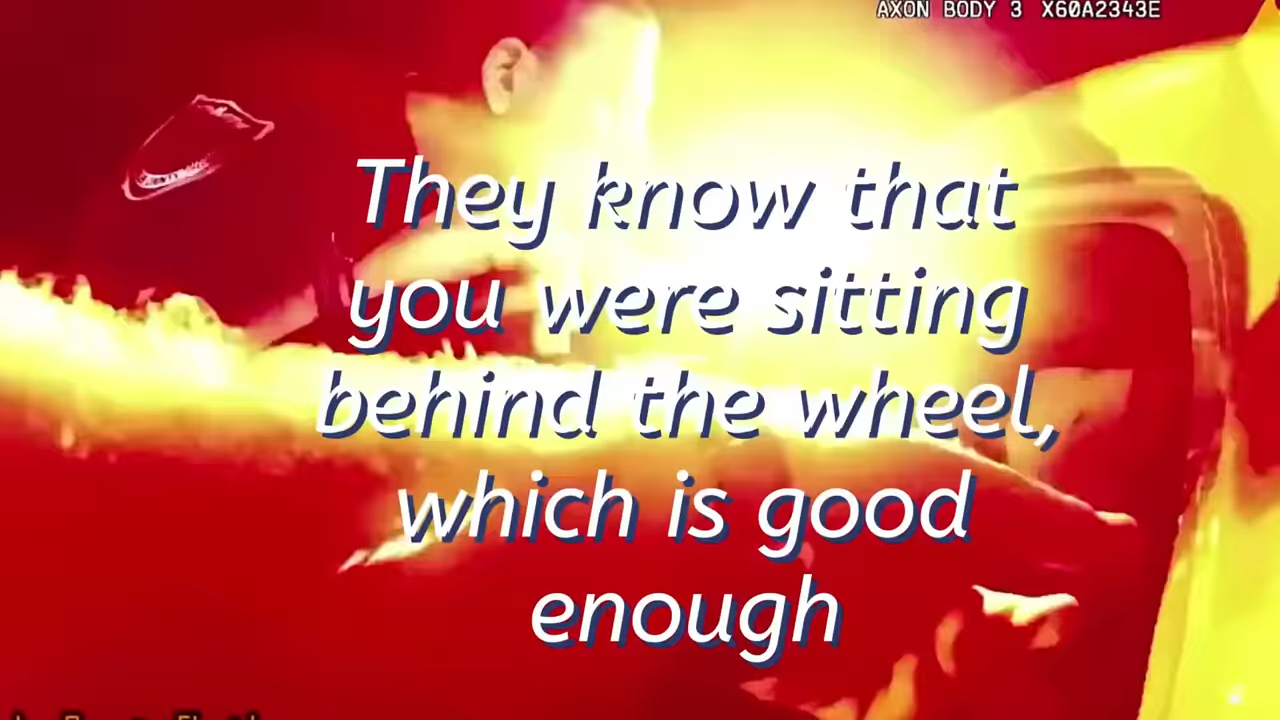 AXON BODY 3 X60A2343E
They know that
you were sitting
behind the wheel,
which is good
enough